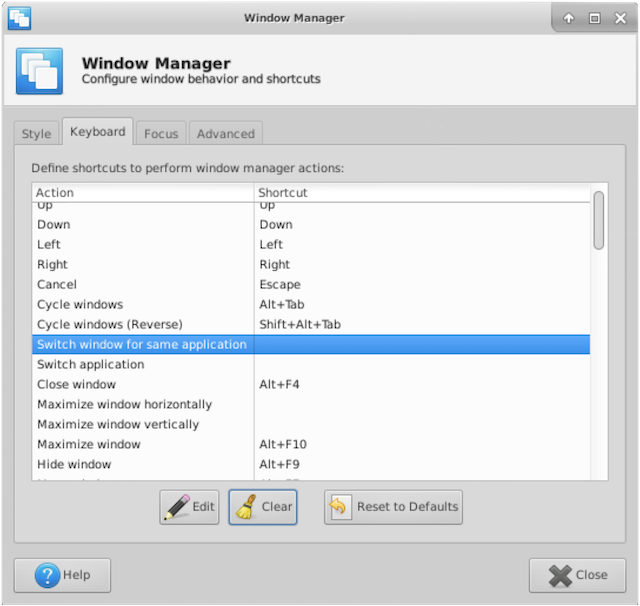 Window Manager
Window Manager
Configure window behavior and shortcuts
Style Keyboard Focus Advanced
Define shortcuts to perform window manager actions:
Action Shortcut
Up Up
Down Down
Left Left
Right Right
Cancel Escape
Cycle windows Alt+Tab
Cycle windows (Reverse) Shift+Alt+Tab
Switch window for same application
Switch application
Close window Alt+F4
Maximize window horizontally
Maximize window vertically
Maximize window Alt+F10
Hide window Alt+F9
Edit Clear Reset to Defaults
Help Close